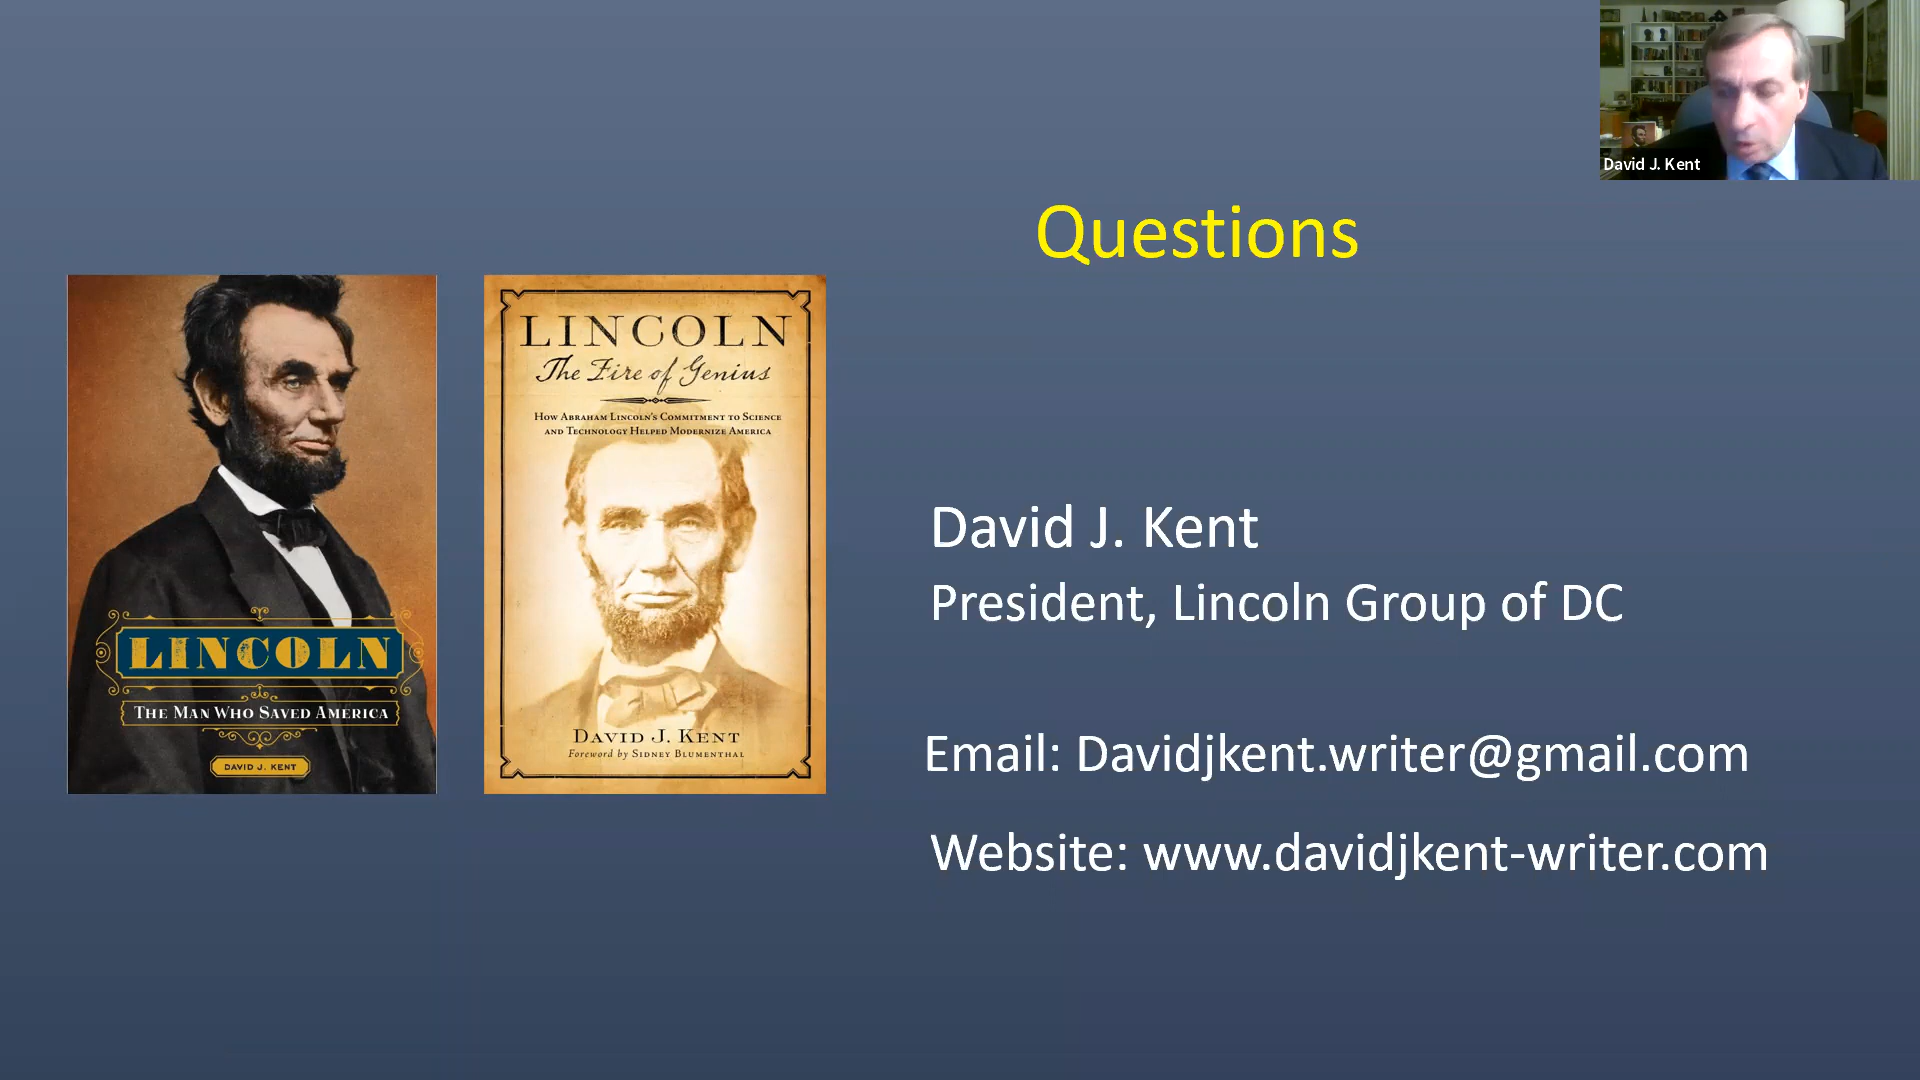 David J. Kent
Questions
LINCOLN
THE MAN WHO SAVED AMERICA
DAVID J. KENT
LINCOLN
The Fire of Genius
HOW ABRAHAM LINCOLN'S COMMITMENT TO SCIENCE
AND TECHNOLOGY HELPED MODERNIZE AMERICA
DAVID J. KENT
Foreword by SIDNEY BLUMENTHAL
David J. Kent
President, Lincoln Group of DC
Email: Davidjkent.writer@gmail.com
Website: www.davidjkent-writer.com